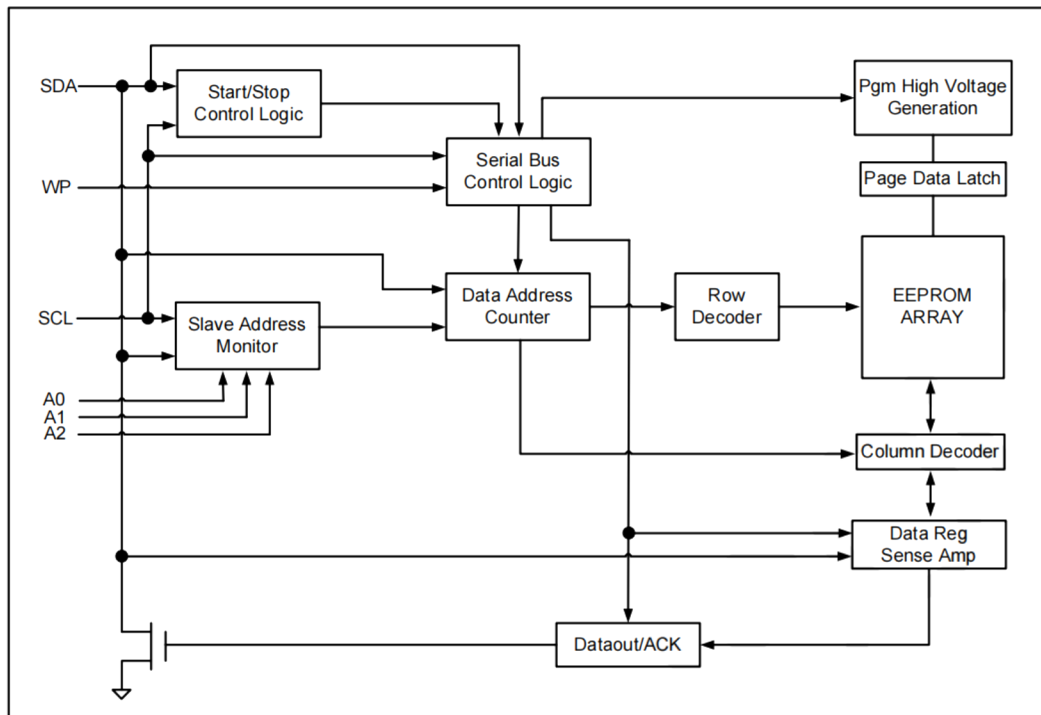 SDA
Start/Stop
Control Logic
Pgm High Voltage
Generation
Serial Bus
Control Logic
WP
Page Data Latch
Data Address
Counter
Row
Decoder
EEPROM
ARRAY
SCL
Slave Address
Monitor
A0
A1
A2
Column Decoder
Data Reg
Sense Amp
Dataout/ACK